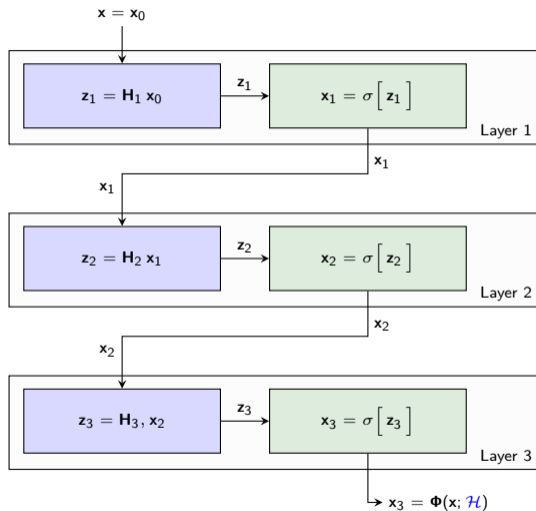 x = x₀
z₁ = H₁ x₀
z₁
x₁ = σ[ z₁ ]
Layer 1
x₁
x₁
z₂ = H₂ x₁
z₂
x₂ = σ[ z₂ ]
Layer 2
x₂
x₂
z₃ = H₃, x₂
z₃
x₃ = σ[ z₃ ]
Layer 3
x₃ = Φ(x; ℋ)